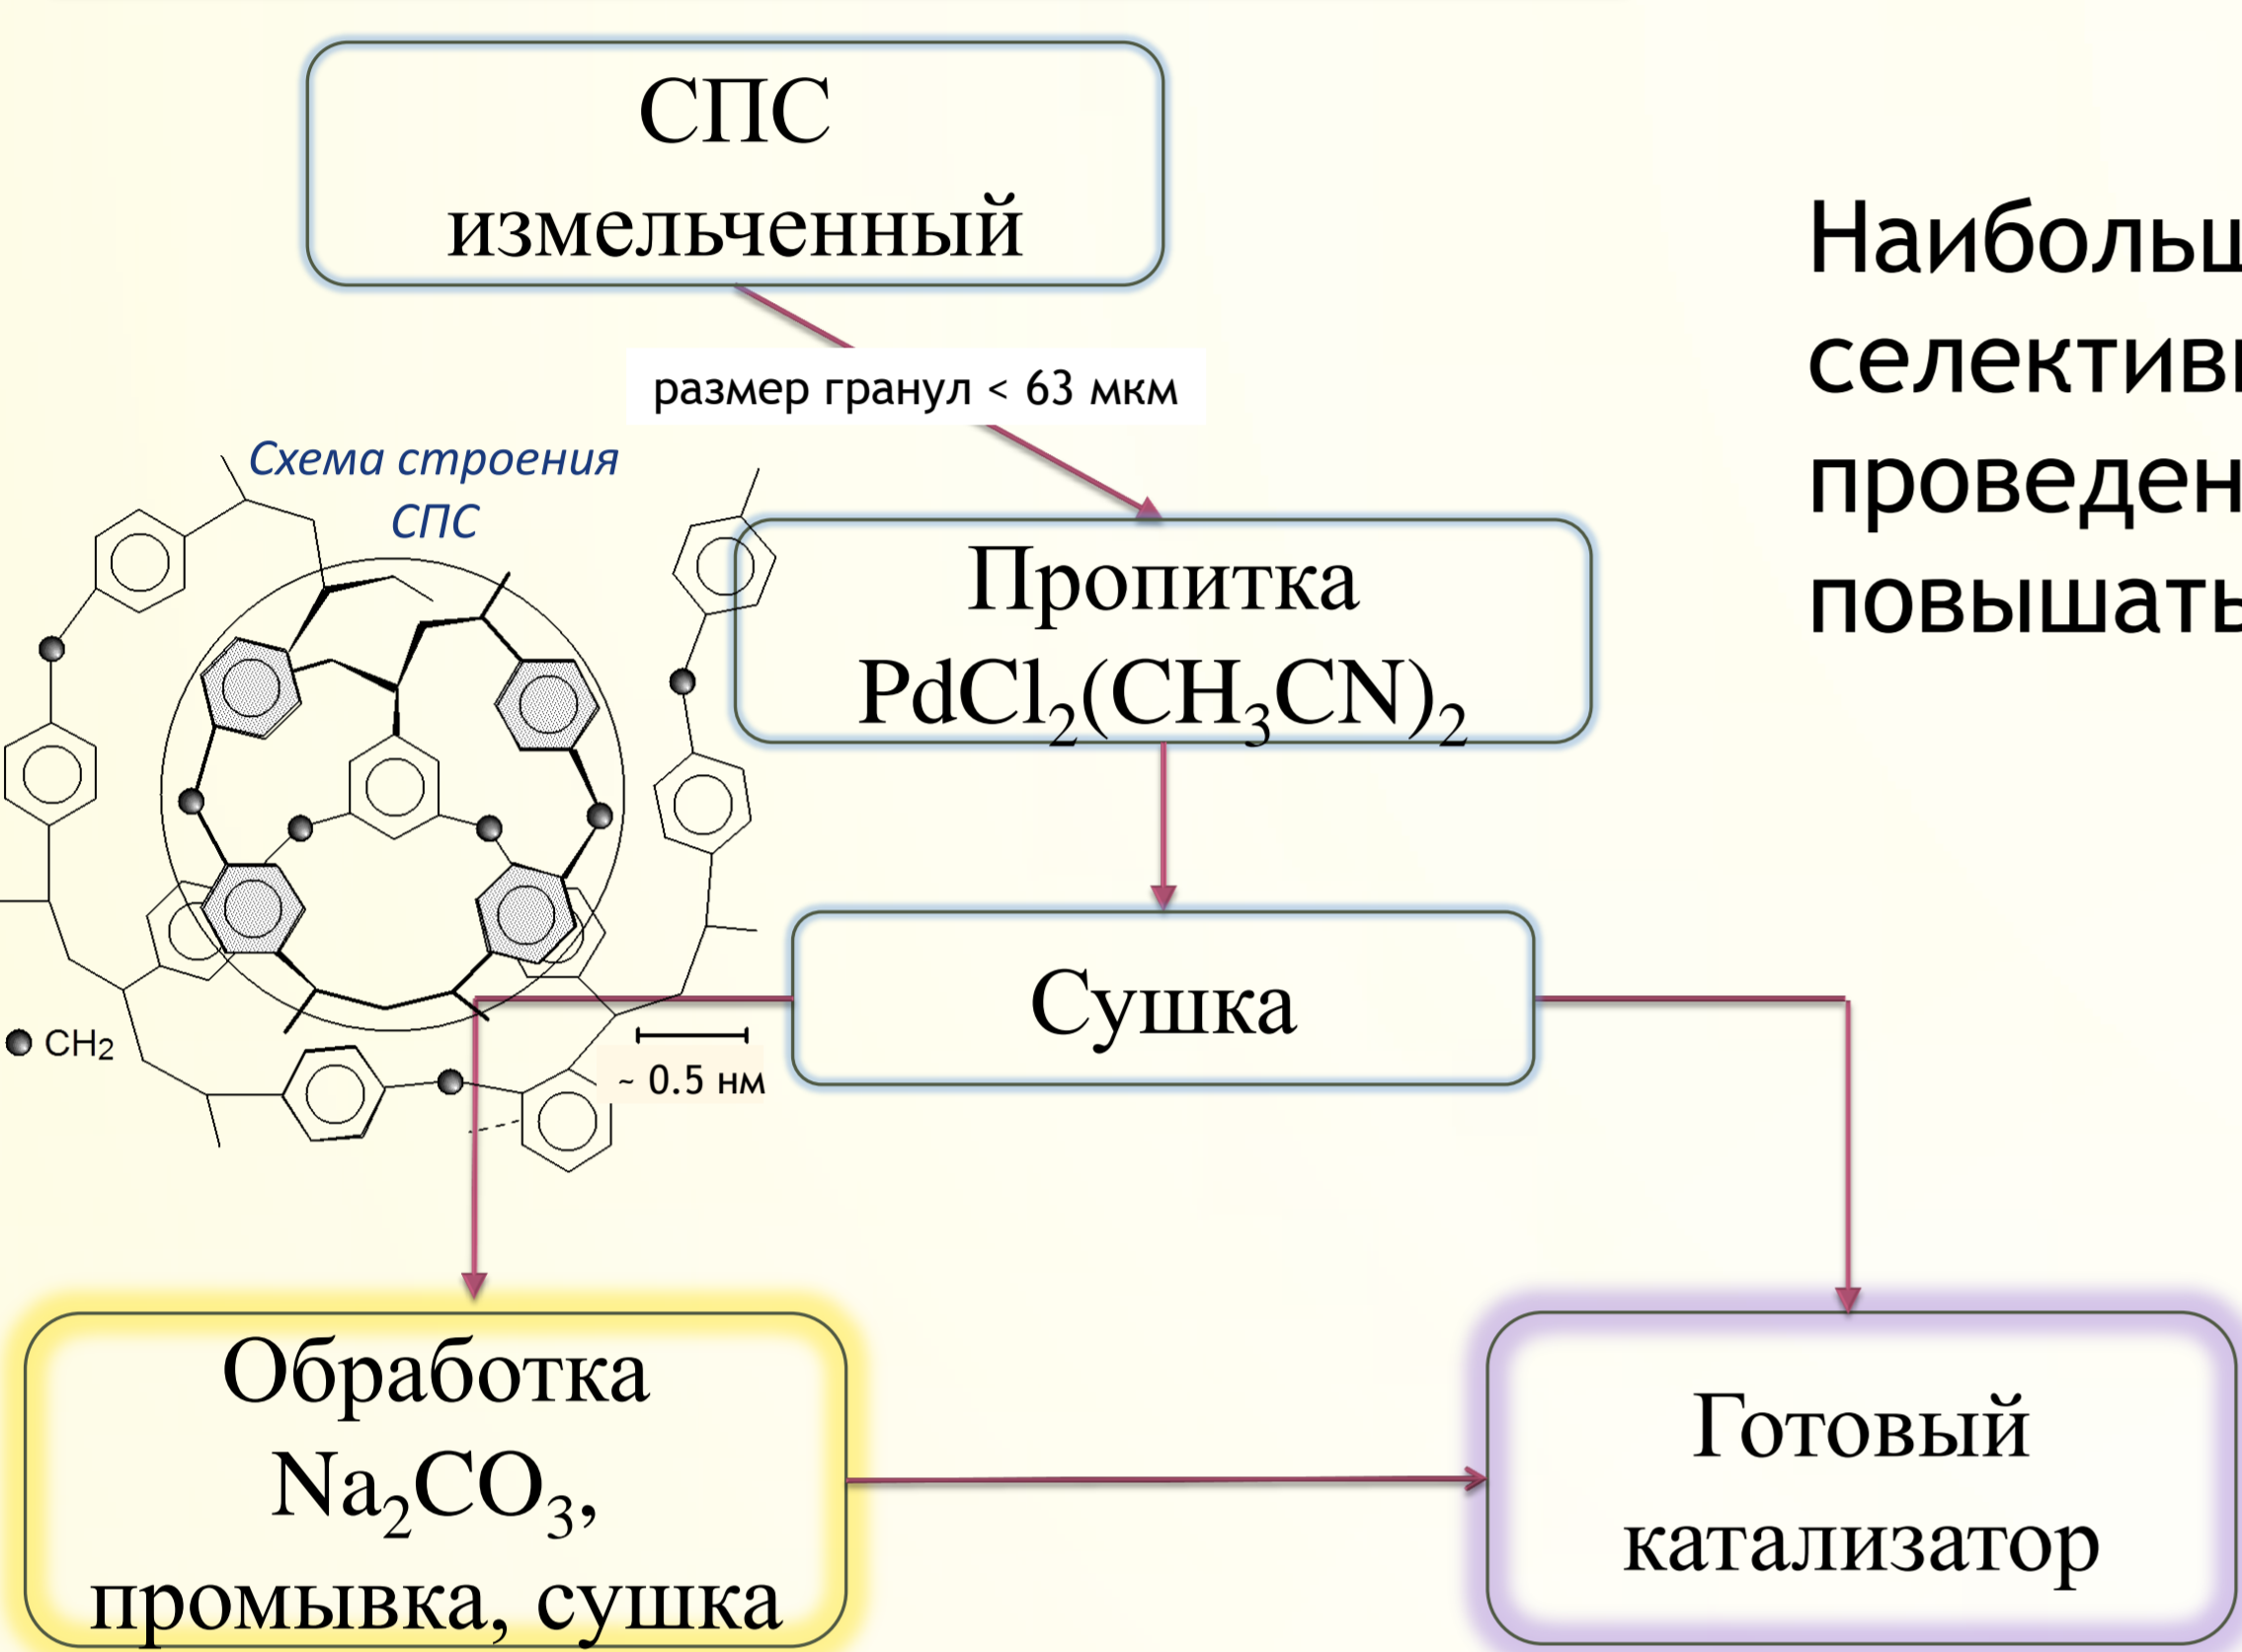 СПС
измельченный
размер гранул < 63 мкм
Схема строения
СПС
Пропитка
PdCl₂(CH₃CN)₂
Сушка
CH₂
~ 0.5 нм
Обработка
Na₂CO₃,
промывка, сушка
Готовый
катализатор
повышать